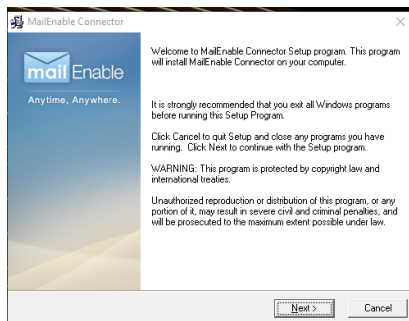 MailEnable Connector
mail Enable
Anytime, Anywhere.
Welcome to MailEnable Connector Setup program. This program
will install MailEnable Connector on your computer.
It is strongly recommended that you exit all Windows programs
before running this Setup Program.
Click Cancel to quit Setup and close any programs you have
running. Click Next to continue with the Setup program.
WARNING: This program is protected by copyright law and
international treaties.
Unauthorized reproduction or distribution of this program, or any
portion of it, may result in severe civil and criminal penalties, and
will be prosecuted to the maximum extent possible under law.
Next >
Cancel